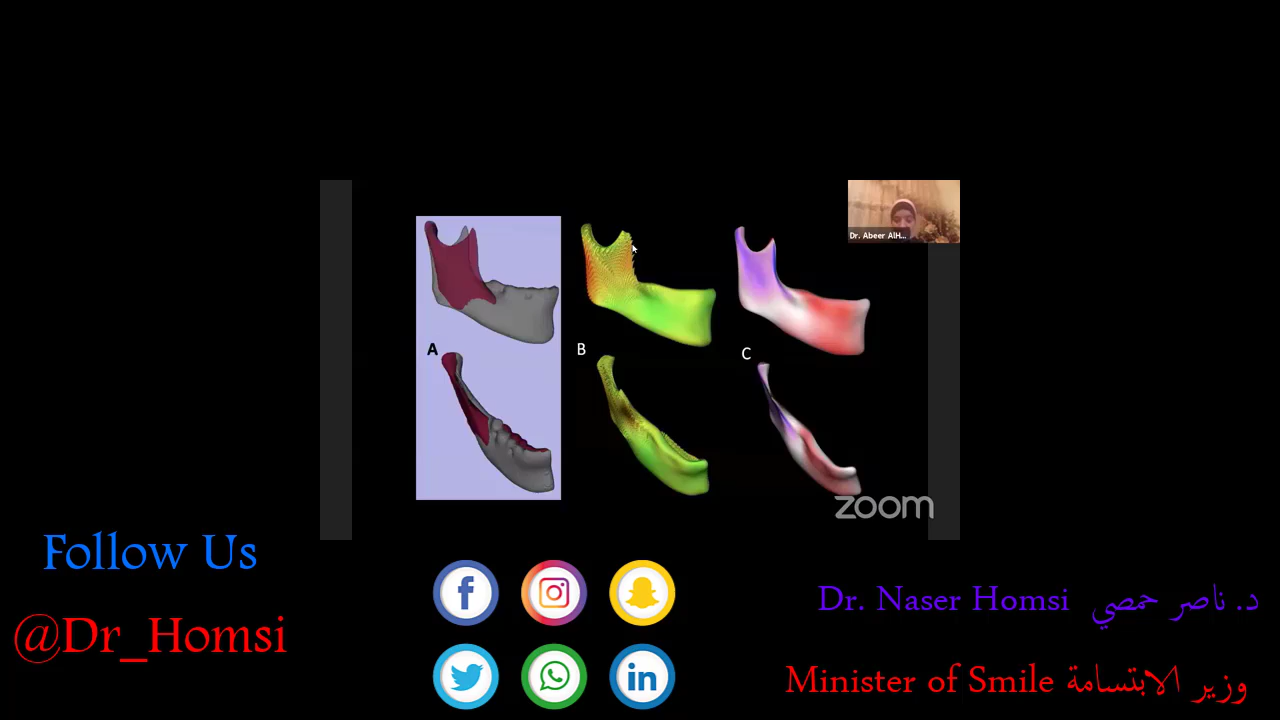 Dr. Abeer AlH...
A
B
C
zoom
Follow Us
@Dr_Homsi
Dr. Naser Homsi د. ناصر حمصي
Minister of Smile وزير الابتسامة